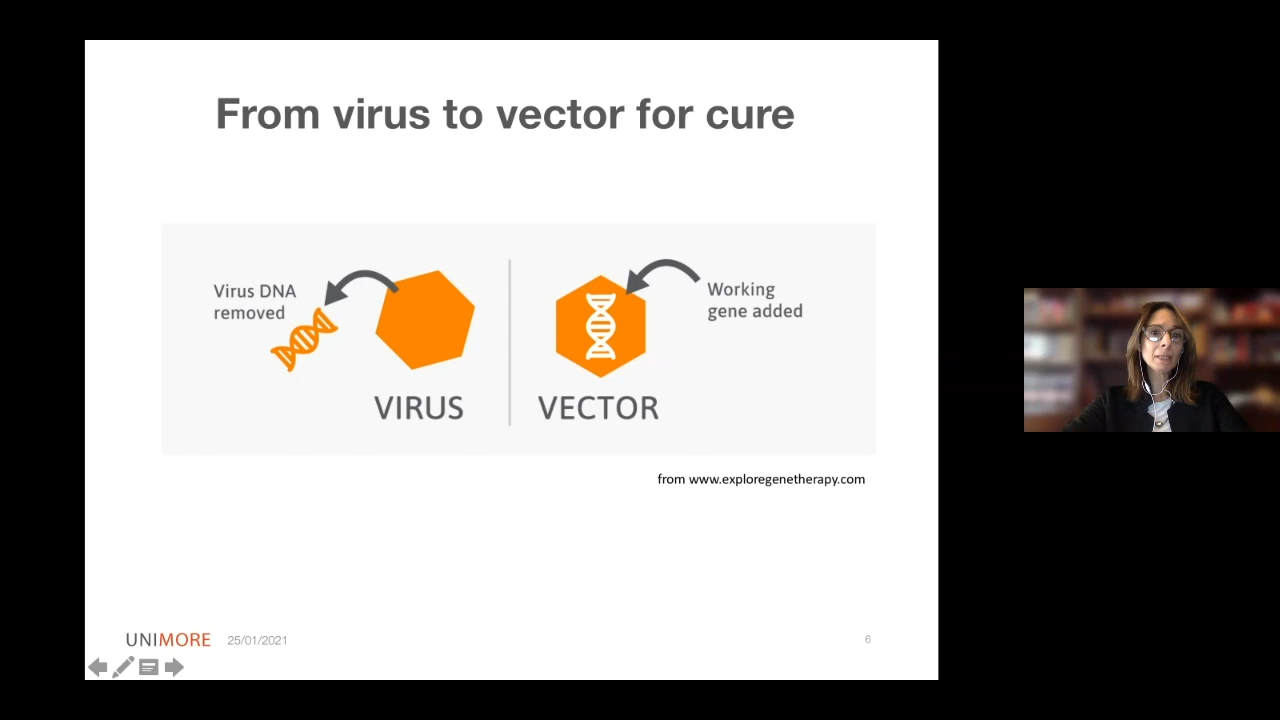 From virus to vector for cure
Virus DNA
removed
VIRUS
Working
gene added
VECTOR
from www.exploregenetherapy.com
UNIMORE 25/01/2021
6